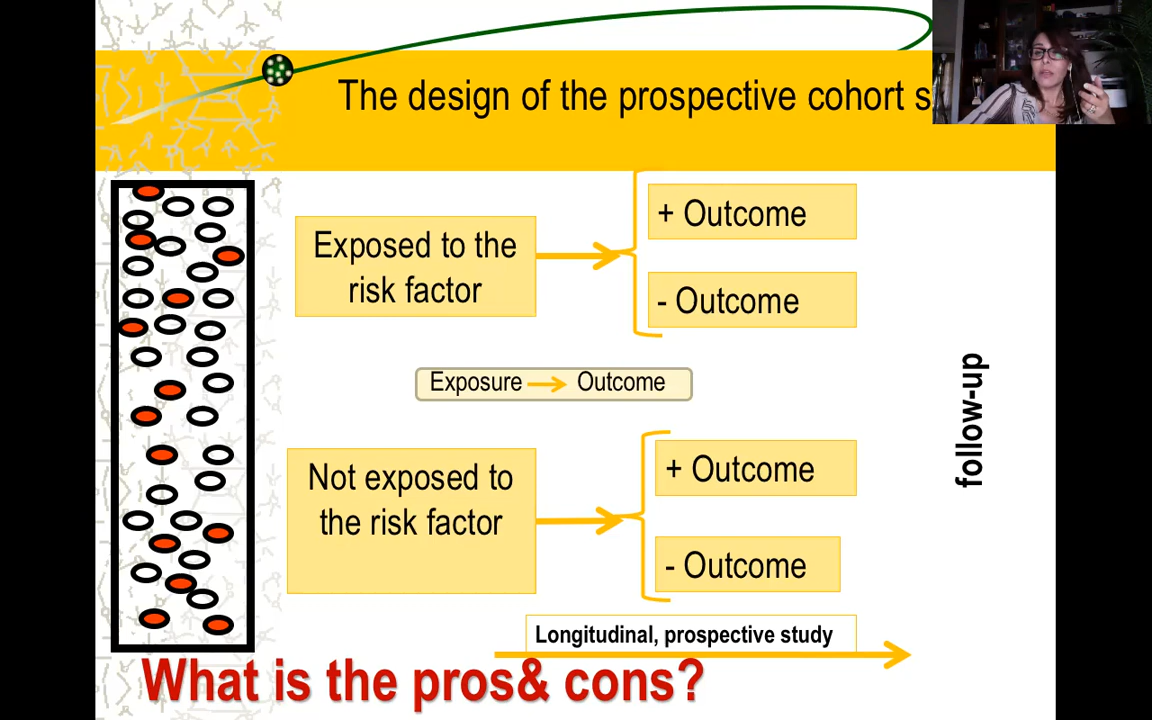 The design of the prospective cohort
+ Outcome
Exposed to the
risk factor
- Outcome
Exposure
Outcome
follow-up
+ Outcome
Not exposed to
the risk factor
- Outcome
Longitudinal, prospective study
What is the pros& cons?